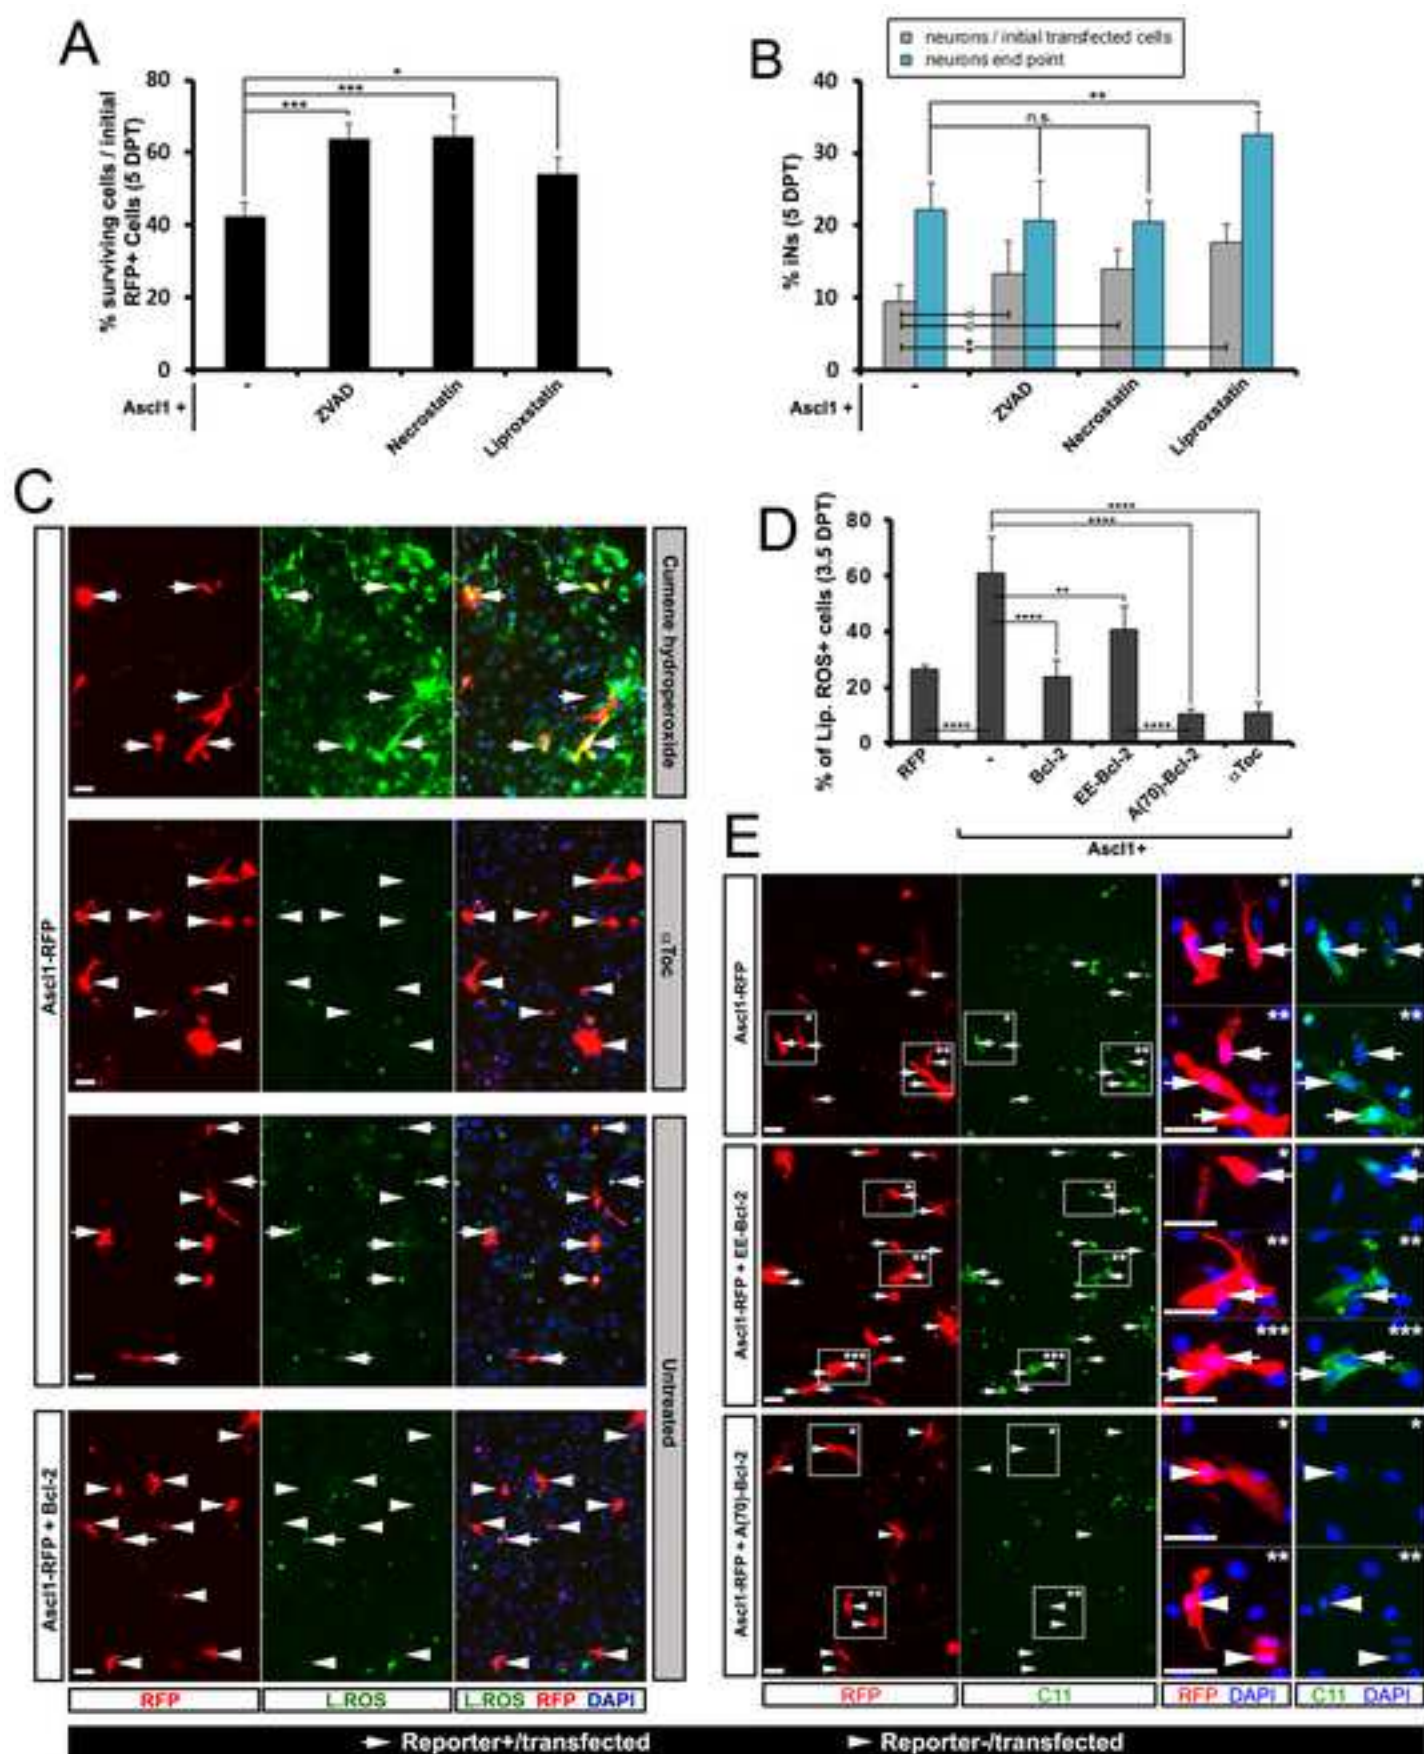 A
80
60
40
20
0
% surviving cells / initial
RFP+ Cells (5 DPT)
*
***
***
Ascl1 +
-
ZVAD
Necrostatin
Liproxstatin
B
neurons / initial transfected cells
neurons end point
40
30
20
10
0
% iNs (5 DPT)
**
n.s.
Ascl1 +
-
ZVAD
Necrostatin
Liproxstatin
C
Ascl1-RFP
Cumene hydroperoxide
αToc
Untreated
Ascl1-RFP + Bcl-2
RFP
L.ROS
L.ROS RFP DAPI
D
80
60
40
20
0
% of Lip. ROS+ cells (3.5 DPT)
****
****
**
****
****
****
RFP
-
Bcl-2
EE-Bcl-2
A(70)-Bcl-2
αToc
Ascl1+
E
Ascl1-RFP
*
**
*
**
*
*
**
**
Ascl1-RFP + EE-Bcl-2
*
**
***
*
**
***
*
*
**
**
***
***
Ascl1-RFP + A(70)-Bcl-2
*
**
*
**
*
*
**
**
RFP
C11
RFP DAPI
C11 DAPI
Reporter+/transfected
Reporter-/transfected